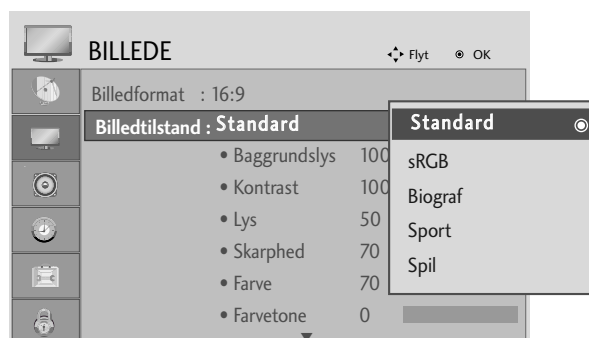 BILLEDE
Flyt OK
Billedformat : 16:9
Billedtilstand : Standard
• Baggrundslys 100
• Kontrast 100
• Lys 50
• Skarphed 70
• Farve 70
• Farvetone 0
Standard
sRGB
Biograf
Sport
Spil